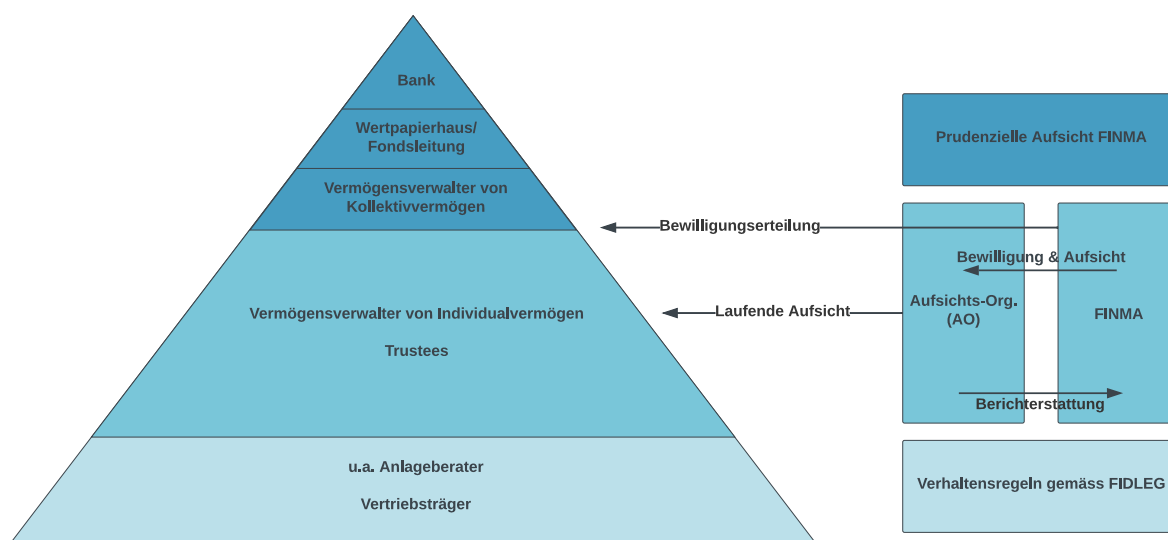 Bank
Wertpapierhaus/
Fondsleitung
Vermögensverwalter von
Kollektivvermögen
Vermögensverwalter von Individualvermögen
Trustees
u.a. Anlageberater
Vertriebsträger
Bewilligungserteilung
Laufende Aufsicht
Prudenzielle Aufsicht FINMA
Bewilligung & Aufsicht
Aufsichts-Org.
(AO)
FINMA
Berichterstattung
Verhaltensregeln gemäss FIDLEG